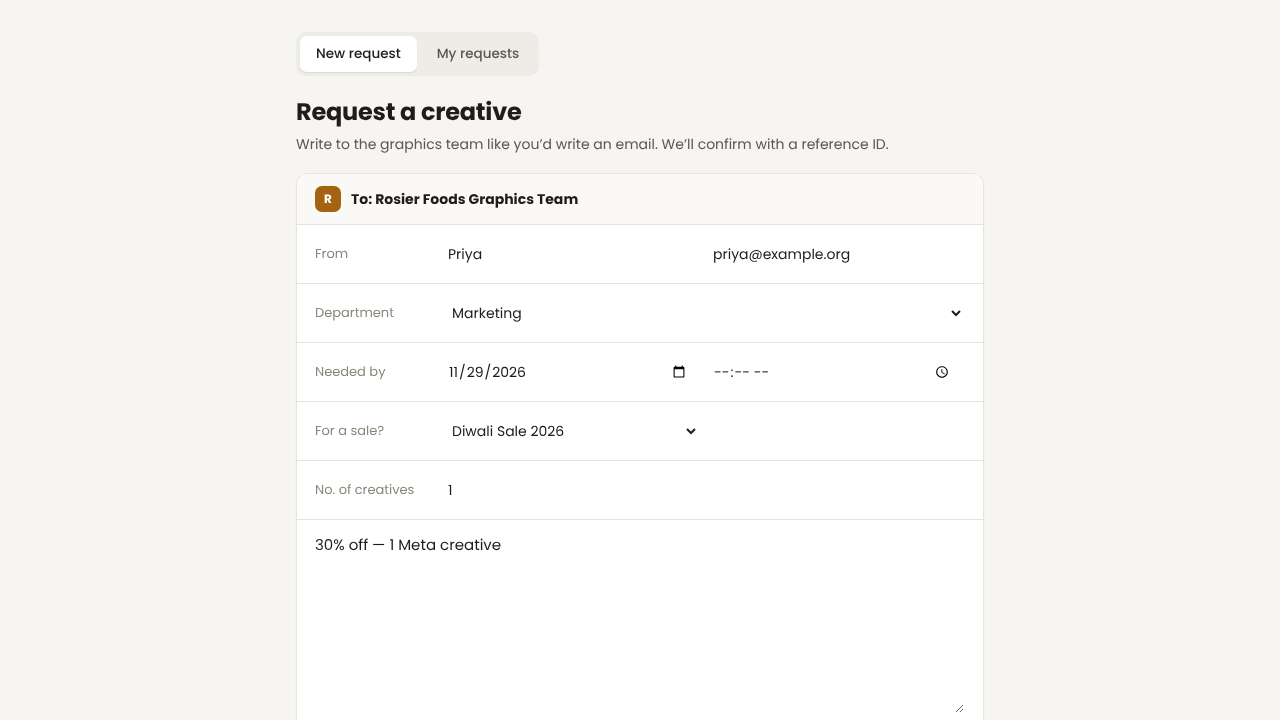 New request My requests
Request a creative
Write to the graphics team like you’d write an email. We’ll confirm with a reference ID.
R To: Rosier Foods Graphics Team
From Priya priya@example.org
Department Marketing
Needed by 11/29/2026 --:-- --
For a sale? Diwali Sale 2026
No. of creatives 1
30% off — 1 Meta creative